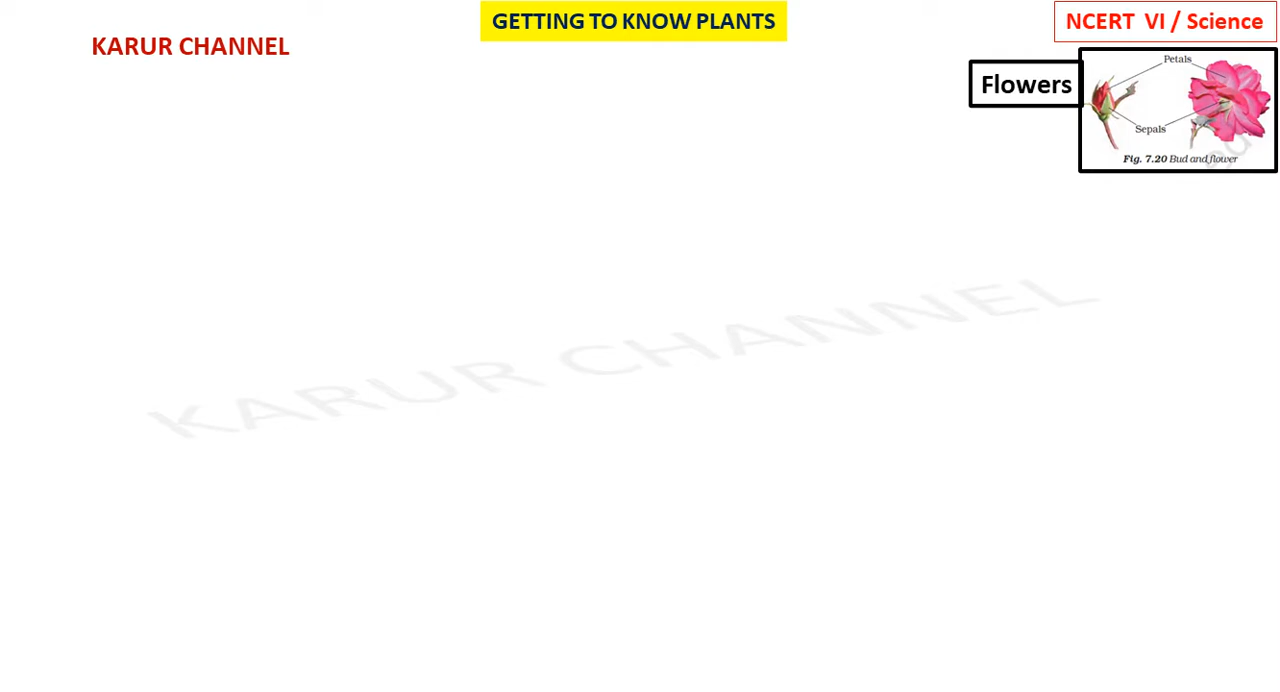 GETTING TO KNOW PLANTS
NCERT VI / Science
KARUR CHANNEL
Flowers
Petals
Sepals
Fig. 7.20 Bud and flower
KARUR CHANNEL